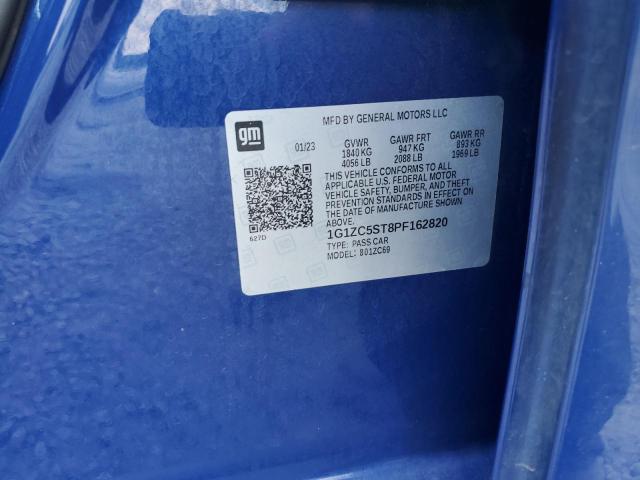 MFD BY GENERAL MOTORS LLC
gm
01/23
GVWR GAWR FRT GAWR RR
1840 KG 947 KG 893 KG
4056 LB 2088 LB 1969 LB
THIS VEHICLE CONFORMS TO ALL
APPLICABLE U.S. FEDERAL MOTOR
VEHICLE SAFETY, BUMPER, AND THEFT
PREVENTION STANDARDS IN EFFECT ON
THE DATE OF MANUFACTURE SHOWN
ABOVE.
627D
1G1ZC5ST8PF162820
TYPE: PASS CAR
MODEL: 801ZC69